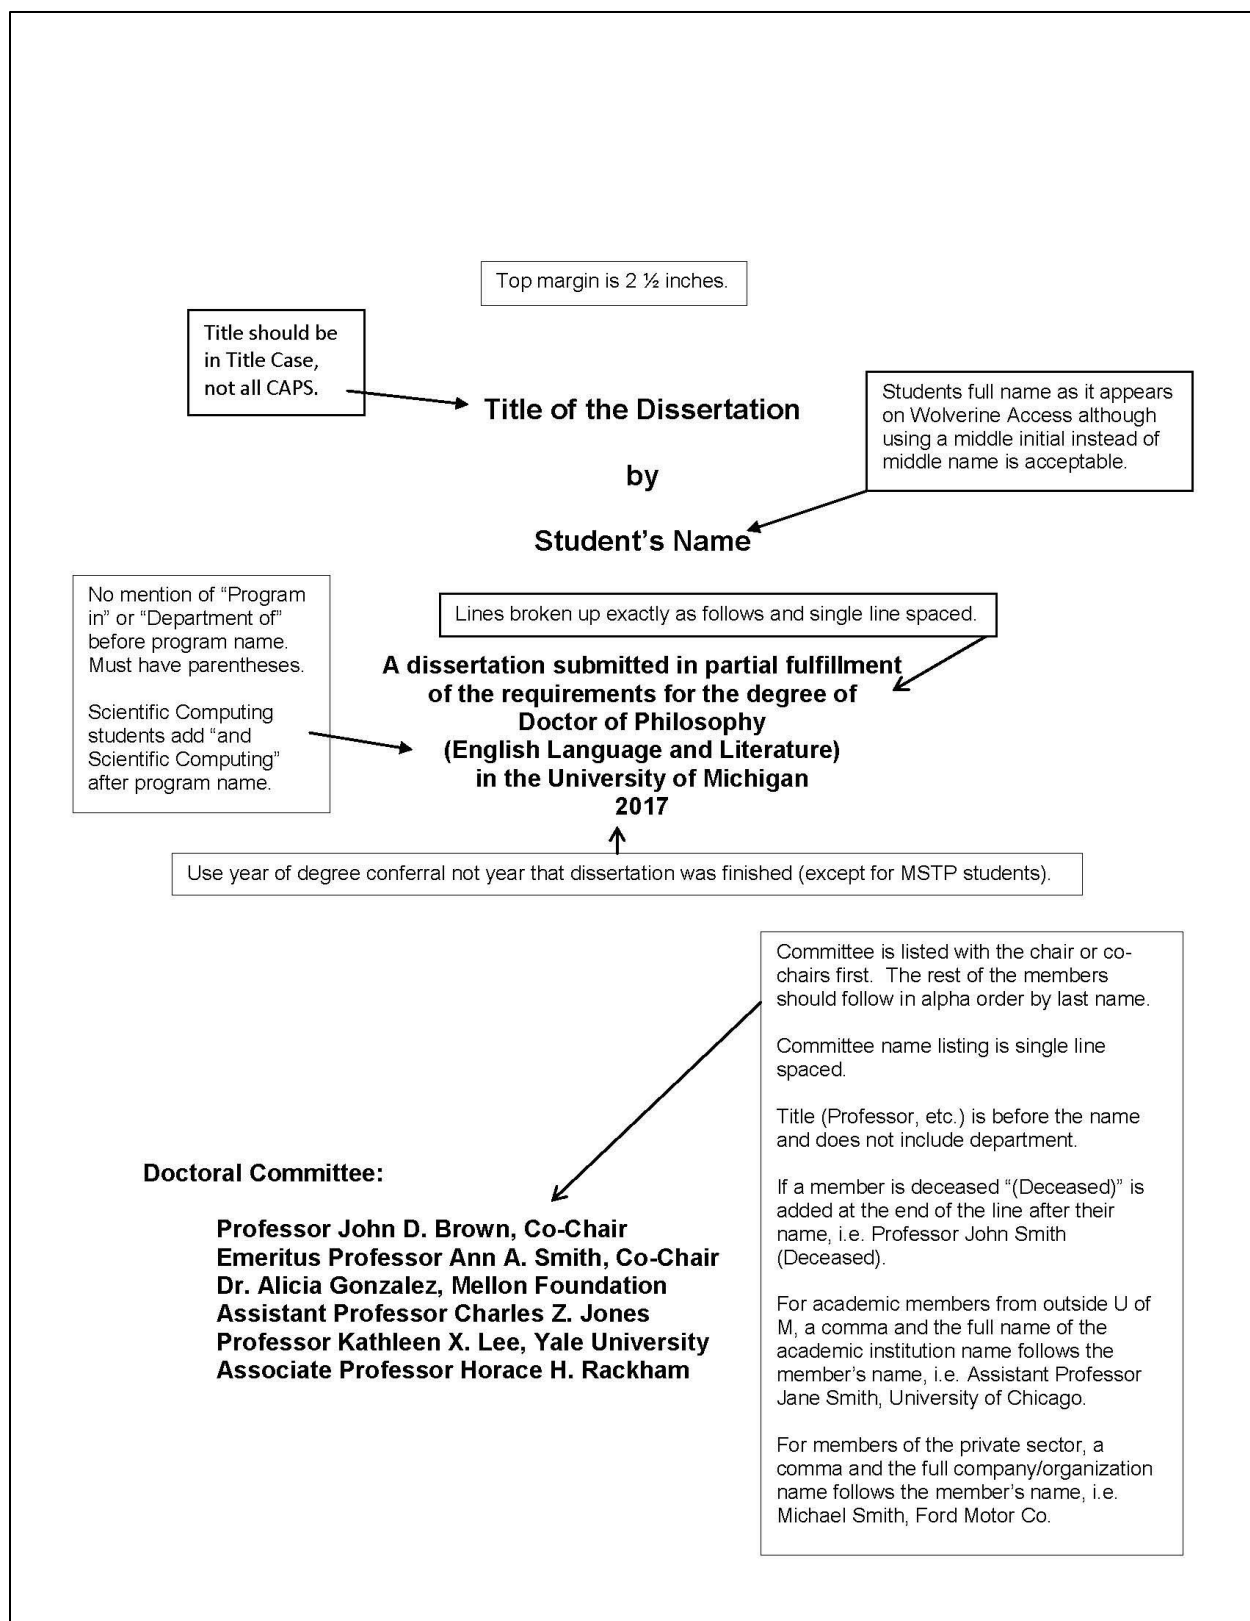 Top margin is 2 ½ inches.
Title should be
in Title Case,
not all CAPS.
Title of the Dissertation
Students full name as it appears
on Wolverine Access although
using a middle initial instead of
middle name is acceptable.
by
Student's Name
No mention of “Program
in” or “Department of”
before program name.
Must have parentheses.
Scientific Computing
students add “and
Scientific Computing”
after program name.
Lines broken up exactly as follows and single line spaced.
A dissertation submitted in partial fulfillment
of the requirements for the degree of
Doctor of Philosophy
(English Language and Literature)
in the University of Michigan
2017
Use year of degree conferral not year that dissertation was finished (except for MSTP students).
Committee is listed with the chair or co-
chairs first.  The rest of the members
should follow in alpha order by last name.
Committee name listing is single line
spaced.
Title (Professor, etc.) is before the name
and does not include department.
If a member is deceased “(Deceased)” is
added at the end of the line after their
name, i.e. Professor John Smith
(Deceased).
For academic members from outside U of
M, a comma and the full name of the
academic institution name follows the
member’s name, i.e. Assistant Professor
Jane Smith, University of Chicago.
For members of the private sector, a
comma and the full company/organization
name follows the member’s name, i.e.
Michael Smith, Ford Motor Co.
Doctoral Committee:
Professor John D. Brown, Co-Chair
Emeritus Professor Ann A. Smith, Co-Chair
Dr. Alicia Gonzalez, Mellon Foundation
Assistant Professor Charles Z. Jones
Professor Kathleen X. Lee, Yale University
Associate Professor Horace H. Rackham